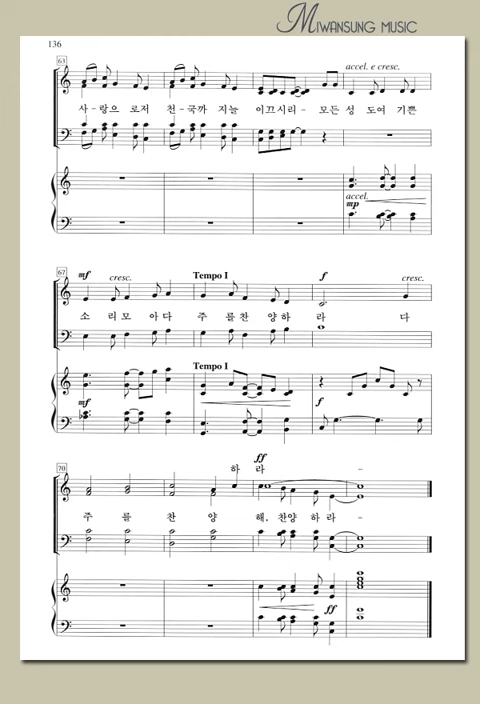 MIWANSUNG MUSIC
136
63
accel. e cresc.
사-랑으 로저 천-국까 지늘 이끄시리- 모든 성 도여 기쁜
accel.
mp
67
mf cresc. Tempo I f cresc.
소 리모 아다 주 를찬 양하 라 다
Tempo I
mf f
70
ff
하 라 -
주 를 찬 양 해, 찬양 하 라 -
ff